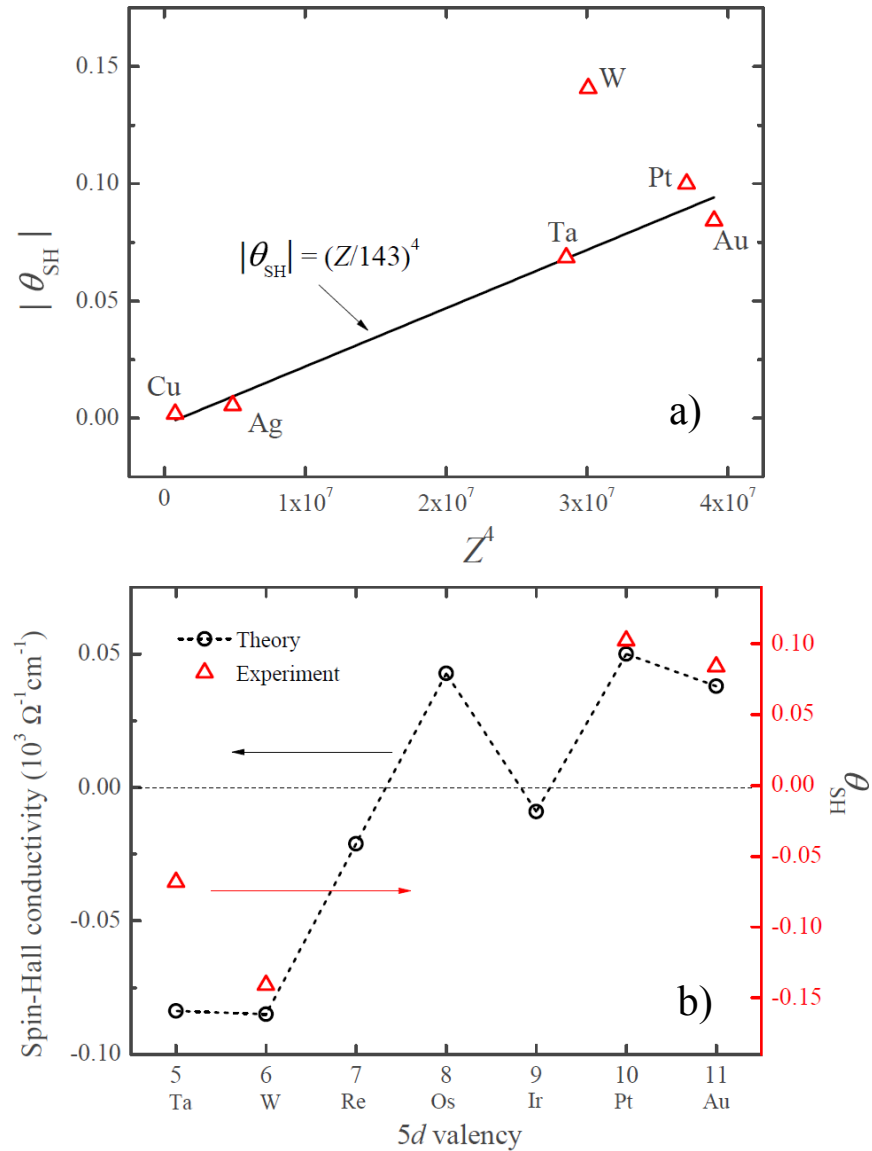 0.15
0.10
0.05
0.00
|θSH|
W
Pt
Au
Ta
|θSH| = (Z/143)⁴
Cu
Ag
a)
0 1x10⁷ 2x10⁷ 3x10⁷ 4x10⁷
Z⁴
Spin-Hall conductivity (10³ Ω⁻¹cm⁻¹)
0.05
0.00
-0.05
-0.10
Theory
Experiment
0.10
0.05
0.00
-0.05
-0.10
-0.15
θSH
b)
5 6 7 8 9 10 11
Ta W Re Os Ir Pt Au
5d valency